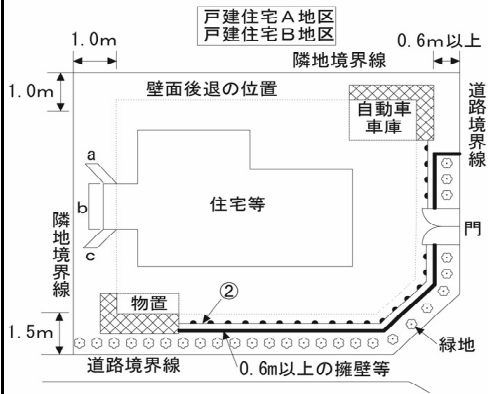 戸建住宅A地区
戸建住宅B地区
1.0m
0.6m以上
隣地境界線
1.0m
壁面後退の位置
自動車
車庫
道路境界線
a
b
c
住宅等
門
隣地境界線
物置
②
1.5m
緑地
道路境界線
0.6m以上の擁壁等